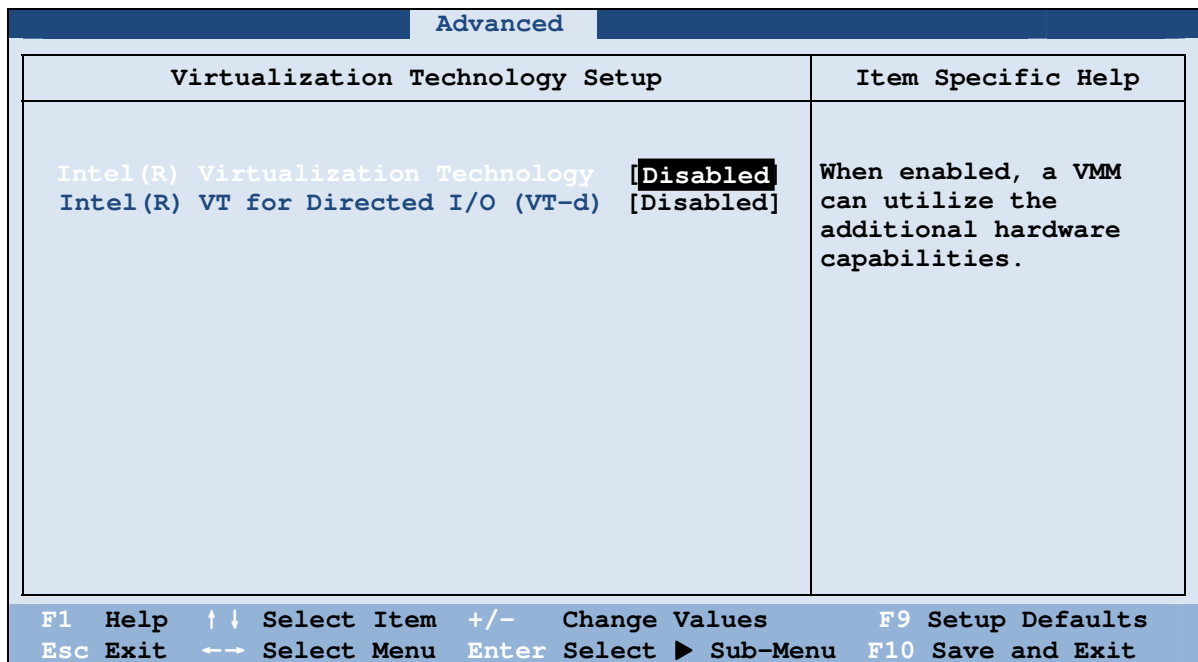 Advanced
Virtualization Technology Setup
Item Specific Help
Intel(R) Virtualization Technology [Disabled]
Intel(R) VT for Directed I/O (VT-d) [Disabled]
When enabled, a VMM
can utilize the
additional hardware
capabilities.
F1 Help ↑↓ Select Item +/- Change Values F9 Setup Defaults
Esc Exit ←→ Select Menu Enter Select ▶ Sub-Menu F10 Save and Exit